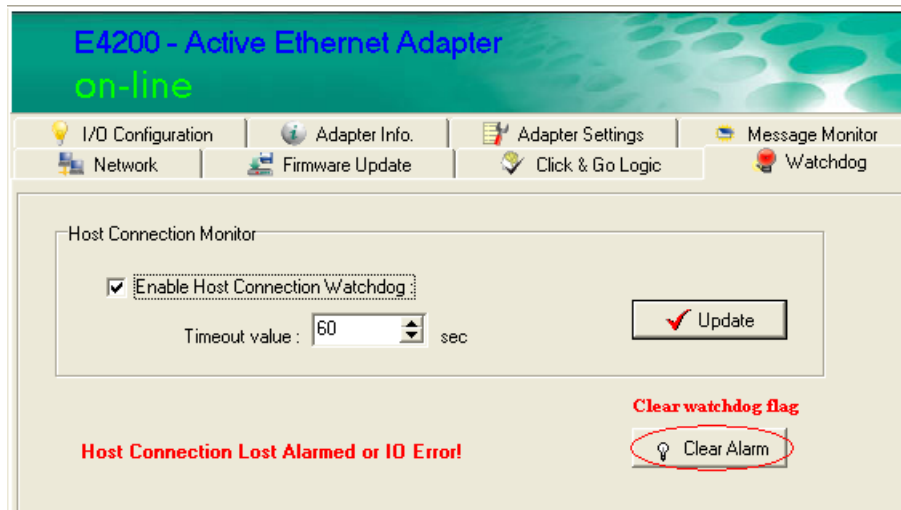 E4200 - Active Ethernet Adapter
on-line
I/O Configuration
Adapter Info.
Adapter Settings
Message Monitor
Network
Firmware Update
Click & Go Logic
Watchdog
Host Connection Monitor
Enable Host Connection Watchdog :
Timeout value : 60 sec
Update
Clear watchdog flag
Host Connection Lost Alarmed or IO Error!
Clear Alarm